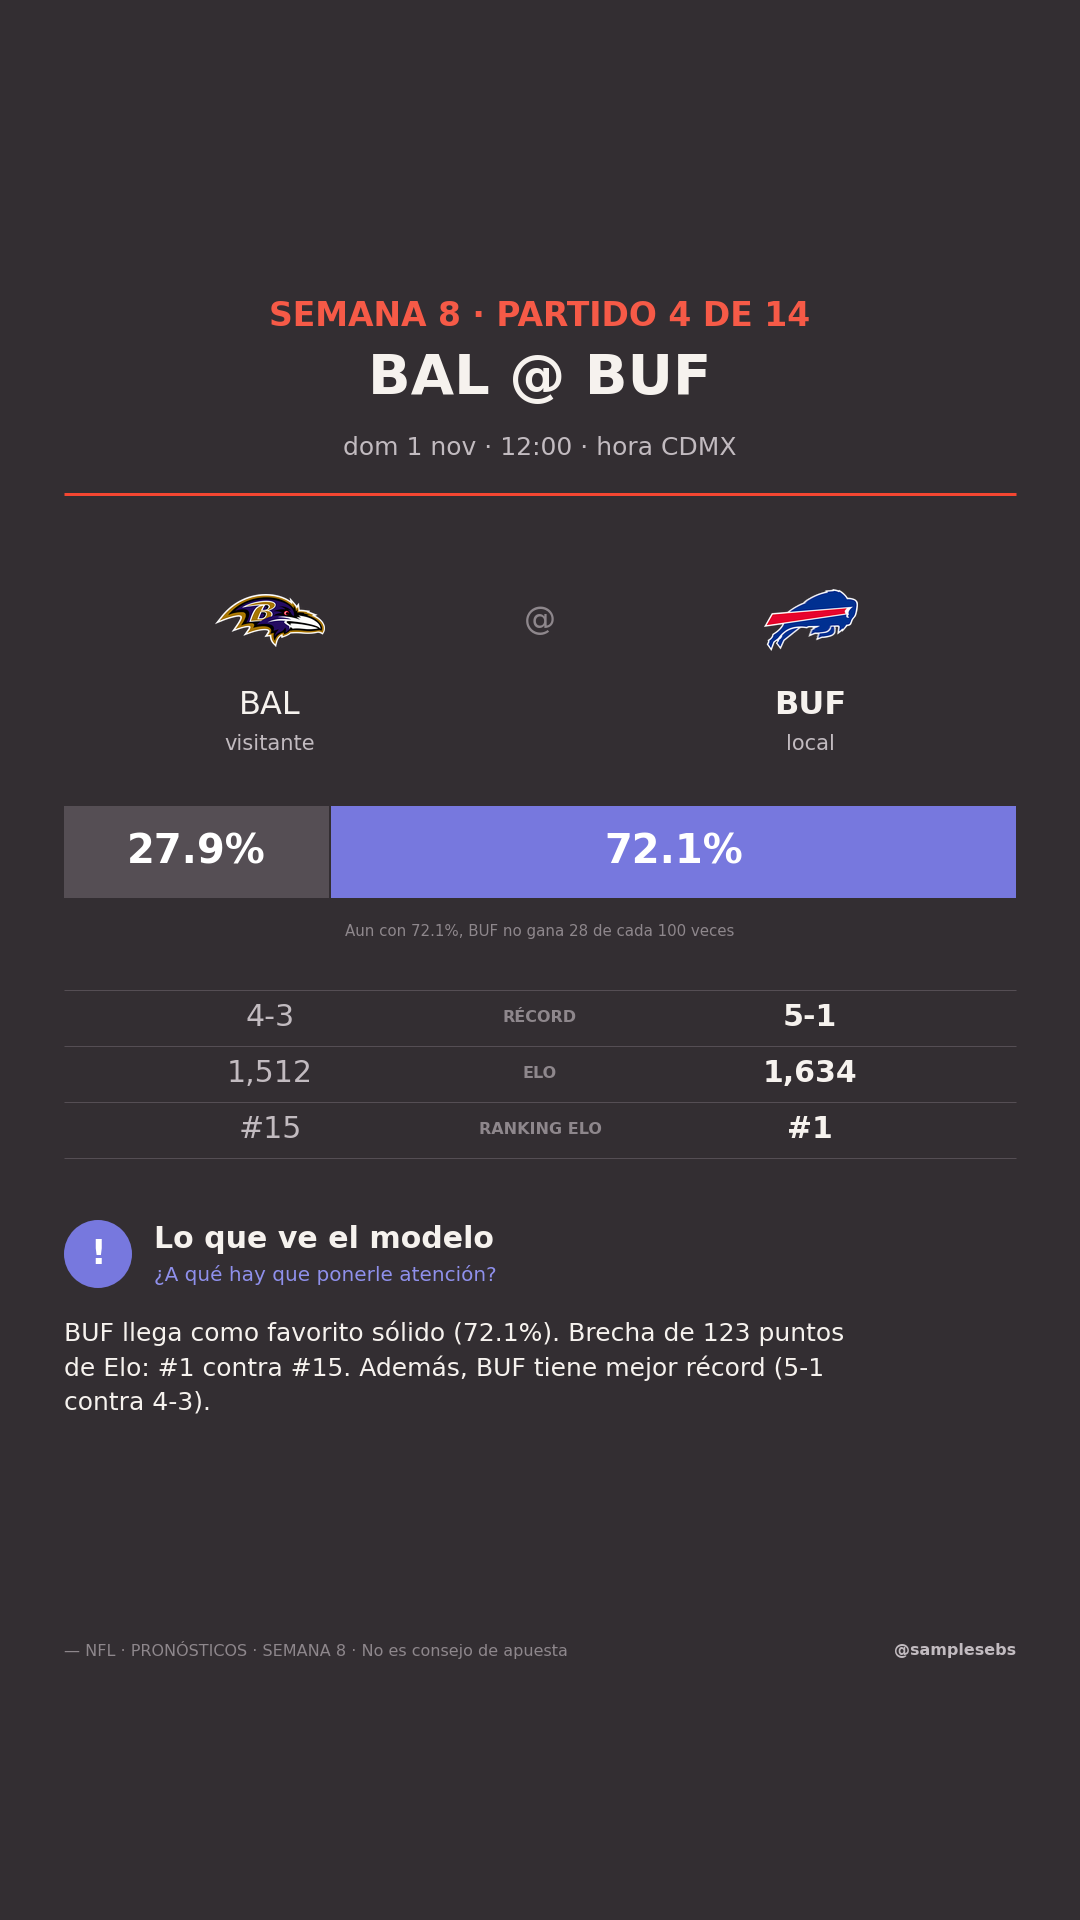 SEMANA 8 · PARTIDO 4 DE 14
BAL @ BUF
dom 1 nov · 12:00 · hora CDMX
B
@
BAL
BUF
visitante
local
27.9%
72.1%
Aun con 72.1%, BUF no gana 28 de cada 100 veces
4-3 RÉCORD 5-1
1,512 ELO 1,634
#15 RANKING ELO #1
!
Lo que ve el modelo
¿A qué hay que ponerle atención?
BUF llega como favorito sólido (72.1%). Brecha de 123 puntos
de Elo: #1 contra #15. Además, BUF tiene mejor récord (5-1
contra 4-3).
— NFL · PRONÓSTICOS · SEMANA 8 · No es consejo de apuesta
@samplesebs